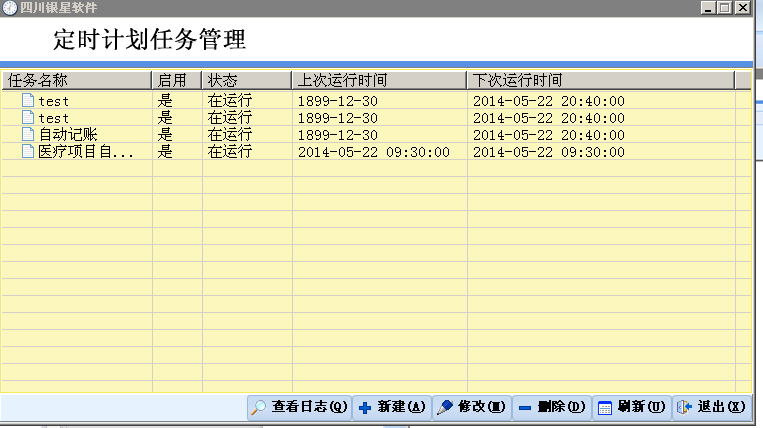 四川银星软件
定时计划任务管理
任务名称 启用 状态 上次运行时间 下次运行时间
test 是 在运行 1899-12-30 2014-05-22 20:40:00
test 是 在运行 1899-12-30 2014-05-22 20:40:00
自动记账 是 在运行 1899-12-30 2014-05-22 20:40:00
医疗项目自... 是 在运行 2014-05-22 09:30:00 2014-05-22 09:30:00
查看日志(Q) 新建(A) 修改(M) 删除(D) 刷新(U) 退出(X)